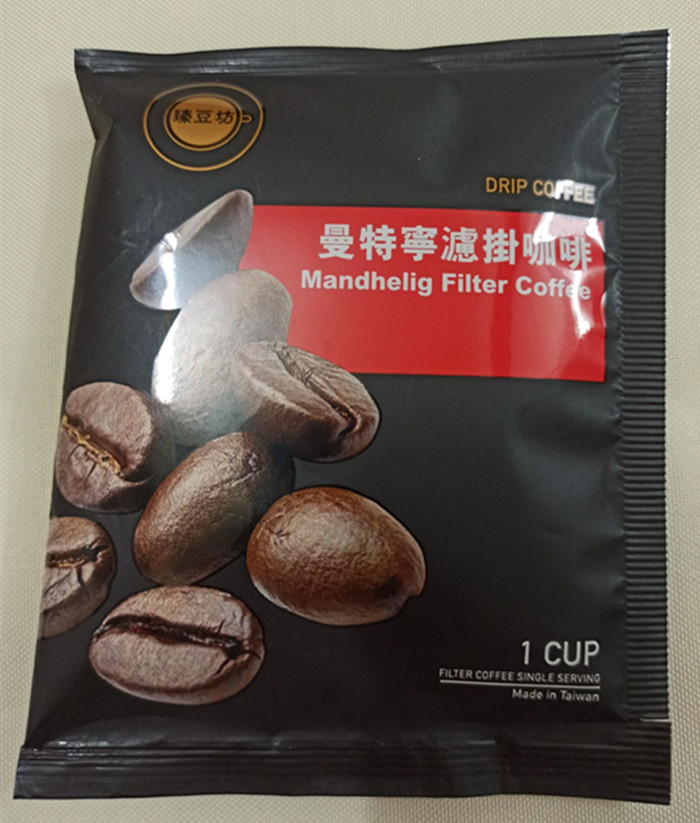 臻豆坊
DRIP COFFEE
曼特寧濾掛咖啡
Mandhelig Filter Coffee
1 CUP
FILTER COFFEE SINGLE SERVING
Made in Taiwan